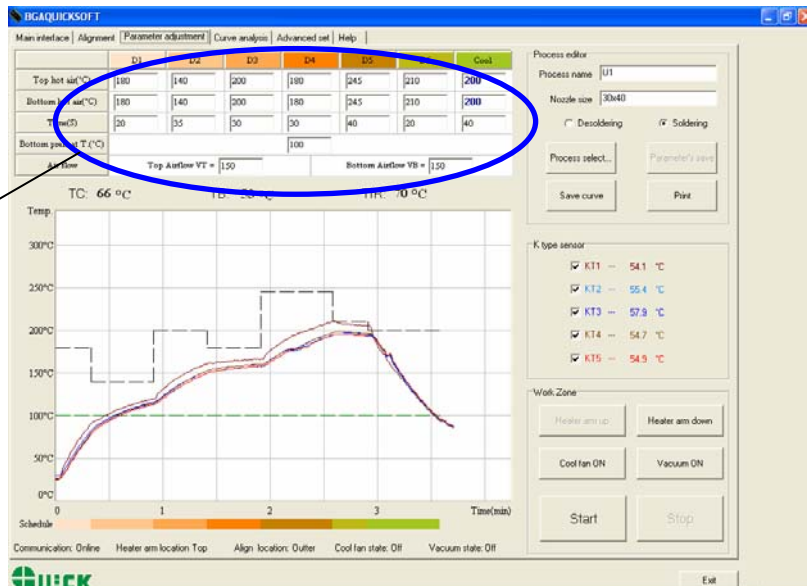 BGAQUICKSOFT
Main interface Alignment Parameter adjustment Curve analysis Advanced set Help
D1 D2 D3 D4 D5 Cool
Top hot air(°C) 180 140 200 180 245 210 200
Bottom hot air(°C) 180 140 200 180 245 210 200
Time(S) 20 35 30 30 40 20 40
Bottom preheat T.(°C) 100
Air flow Top Airflow VT = 150 Bottom Airflow VB = 150
TC: 66 °C 70 °C
Temp.
300°C
250°C
200°C
150°C
100°C
50°C
0°C
0 1 2 3 Time(min)
Schedule
Communication: Online Heater arm location Top Align location: Outter Cool fan state: Off Vacuum state: Off
QUICK
Process editor
Process name U1
Nozzle size 30x40
Desoldering Soldering
Process select... Parameter's save
Save curve Print
K type sensor
KT1 -- 54.1 °C
KT2 -- 55.4 °C
KT3 -- 57.9 °C
KT4 -- 54.7 °C
KT5 -- 54.9 °C
Work Zone
Heater arm up Heater arm down
Cool fan ON Vacuum ON
Start Stop
Exit